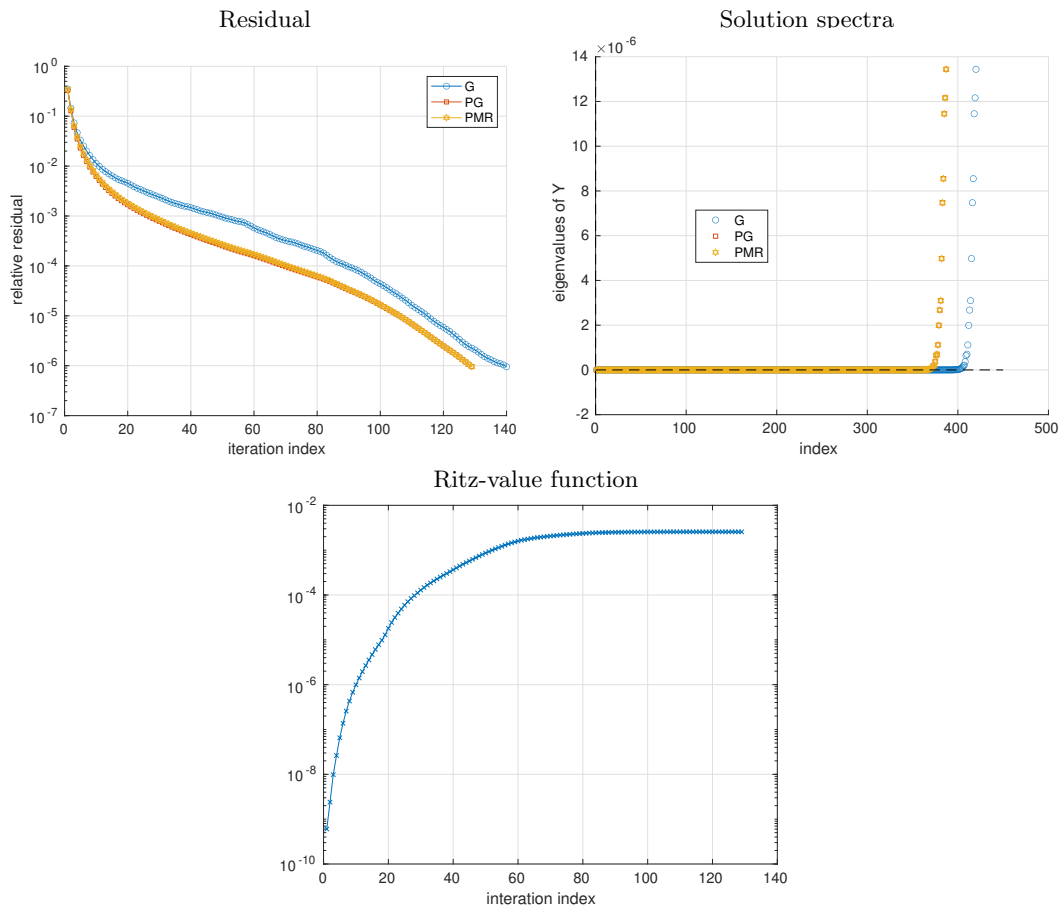 Residual
10^0
10^-1
10^-2
10^-3
10^-4
10^-5
10^-6
10^-7
relative residual
G
PG
PMR
0 20 40 60 80 100 120 140
iteration index
Solution spectra
×10^-6
14
12
10
8
6
4
2
0
-2
eigenvalues of Y
G
PG
PMR
0 100 200 300 400 500
index
Ritz-value function
10^-2
10^-4
10^-6
10^-8
10^-10
0 20 40 60 80 100 120 140
interation index